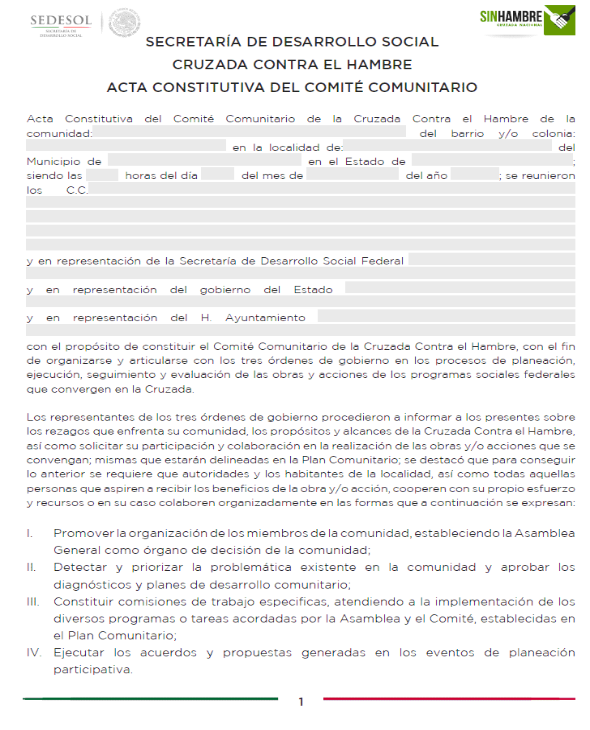 SEDESOL
SECRETARÍA DE
DESARROLLO SOCIAL
SINHAMBRE
CRUZADA NACIONAL
SECRETARÍA DE DESARROLLO SOCIAL
CRUZADA CONTRA EL HAMBRE
ACTA CONSTITUTIVA DEL COMITÉ COMUNITARIO
Acta Constitutiva del Comité Comunitario de la Cruzada Contra el Hambre de la
comunidad: del barrio y/o colonia:
en la localidad de: del
Municipio de en el Estado de ;
siendo las horas del día del mes de del año ; se reunieron
los C.C.
y en representación de la Secretaría de Desarrollo Social Federal
y en representación del gobierno del Estado
y en representación del H. Ayuntamiento
con el propósito de constituir el Comité Comunitario de la Cruzada Contra el Hambre, con el fin
de organizarse y articularse con los tres órdenes de gobierno en los procesos de planeación,
ejecución, seguimiento y evaluación de las obras y acciones de los programas sociales federales
que convergen en la Cruzada.
Los representantes de los tres órdenes de gobierno procedieron a informar a los presentes sobre
los rezagos que enfrenta su comunidad, los propósitos y alcances de la Cruzada Contra el Hambre,
así como solicitar su participación y colaboración en la realización de las obras y/o acciones que se
convengan; mismas que estarán delineadas en la Plan Comunitario; se destacó que para conseguir
lo anterior se requiere que autoridades y los habitantes de la localidad, así como todas aquellas
personas que aspiren a recibir los beneficios de la obra y/o acción, cooperen con su propio esfuerzo
y recursos o en su caso colaboren organizadamente en las formas que a continuación se expresan:
I. Promover la organización de los miembros de la comunidad, estableciendo la Asamblea
General como órgano de decisión de la comunidad;
II. Detectar y priorizar la problemática existente en la comunidad y aprobar los
diagnósticos y planes de desarrollo comunitario;
III. Constituir comisiones de trabajo especificas, atendiendo a la implementación de los
diversos programas o tareas acordadas por la Asamblea y el Comité, establecidas en
el Plan Comunitario;
IV. Ejecutar los acuerdos y propuestas generadas en los eventos de planeación
participativa.
1